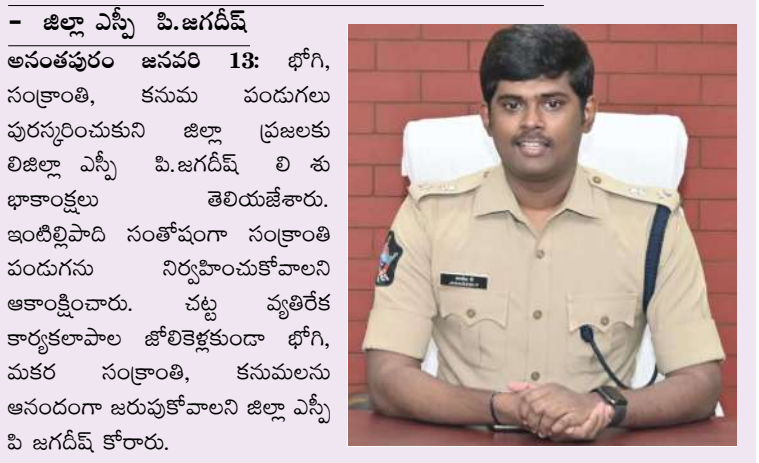 - జిల్లా ఎస్పీ పి.జగదీష్
అనంతపురం జనవరి 13: భోగి,
సంక్రాంతి, కనుమ పండుగలు
పురస్కరించుకుని జిల్లా ప్రజలకు
లిజిల్లా ఎస్పీ పి.జగదీష్ లి శు
భాకాంక్షలు తెలియజేశారు.
ఇంటిల్లిపాది సంతోషంగా సంక్రాంతి
పండుగను నిర్వహించుకోవాలని
ఆకాంక్షించారు. చట్ట వ్యతిరేక
కార్యకలాపాల జోలికెళ్లకుండా భోగి,
మకర సంక్రాంతి, కనుమలను
ఆనందంగా జరుపుకోవాలని జిల్లా ఎస్పీ
పి జగదీష్ కోరారు.